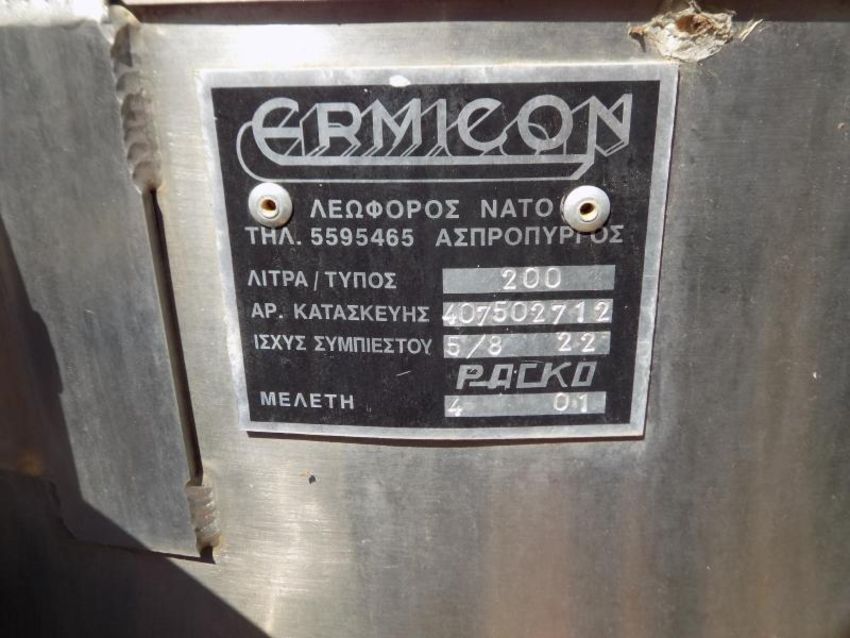 ERMICON
ΛΕΩΦΟΡΟΣ ΝΑΤΟ
ΤΗΛ. 5595465 ΑΣΠΡΟΠΥΡΓΟΣ
ΛΙΤΡΑ / ΤΥΠΟΣ 200
ΑΡ. ΚΑΤΑΣΚΕΥΗΣ 407502712
ΙΣΧΥΣ ΣΥΜΠΙΕΣΤΟΥ 5/8 22
PACKO
ΜΕΛΕΤΗ 4 01